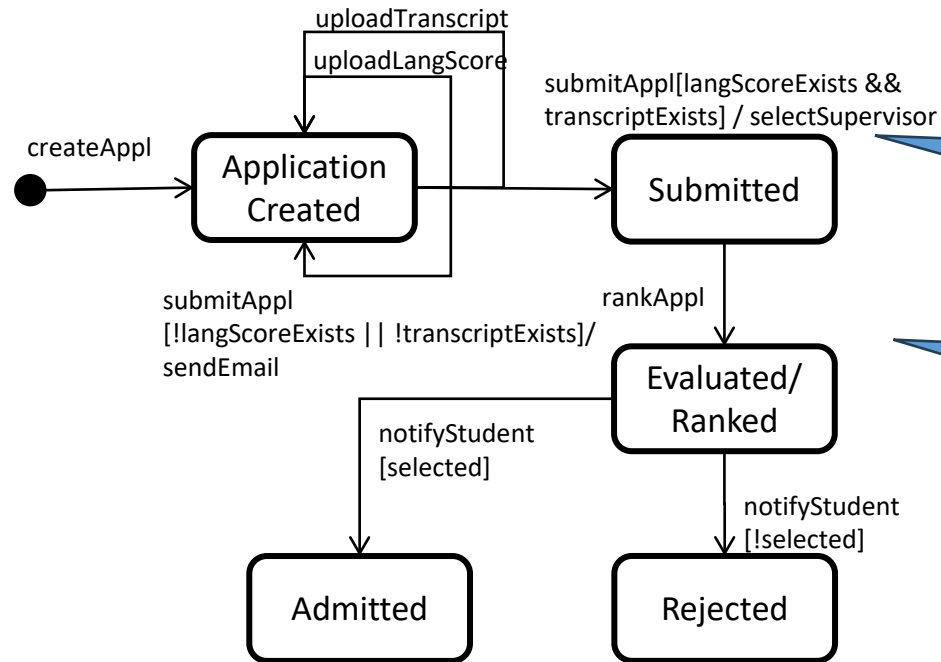 uploadTranscript
uploadLangScore
submitAppl[langScoreExists &&
transcriptExists] / selectSupervisor
createAppl
Application
Created
Submitted
submitAppl
[!langScoreExists || !transcriptExists]/
sendEmail
rankAppl
Evaluated/
Ranked
notifyStudent
[selected]
notifyStudent
[!selected]
Admitted
Rejected